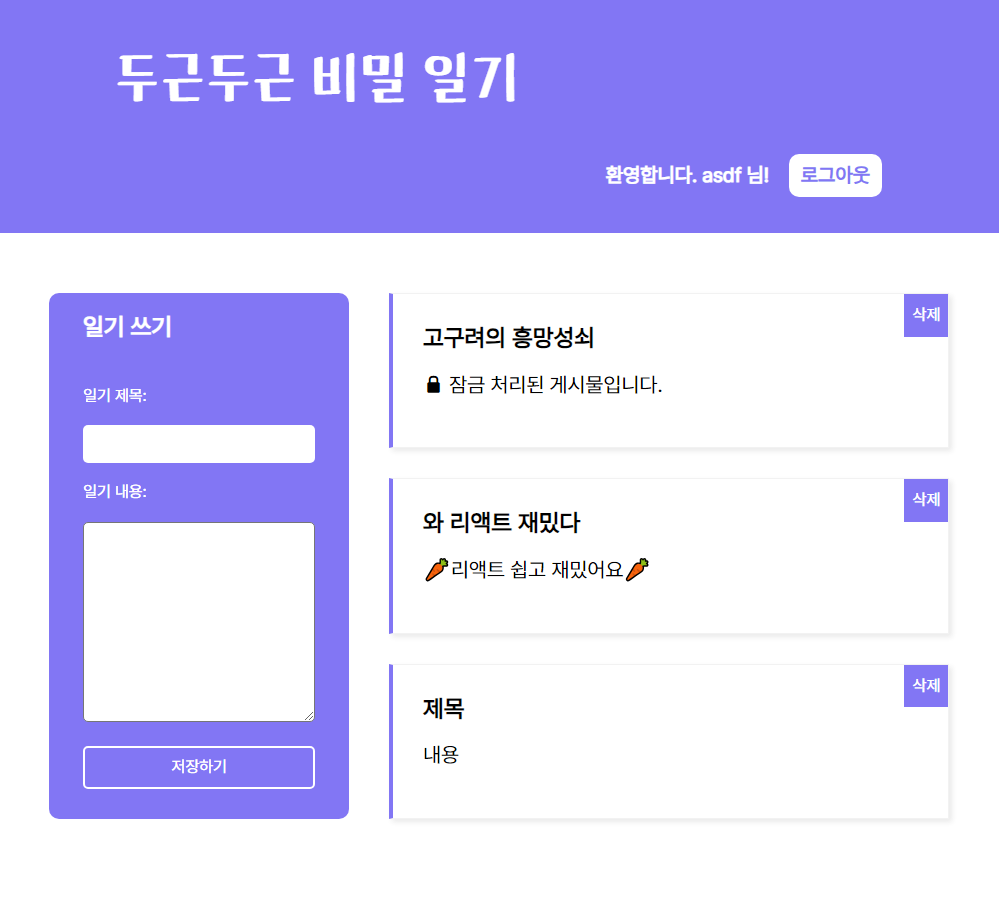 두근두근 비밀 일기
환영합니다. asdf 님!
로그아웃
일기 쓰기
일기 제목:
일기 내용:
저장하기
고구려의 흥망성쇠
삭제
🔒 잠금 처리된 게시물입니다.
와 리액트 재밌다
삭제
🥕리액트 쉽고 재밌어요🥕
제목
삭제
내용